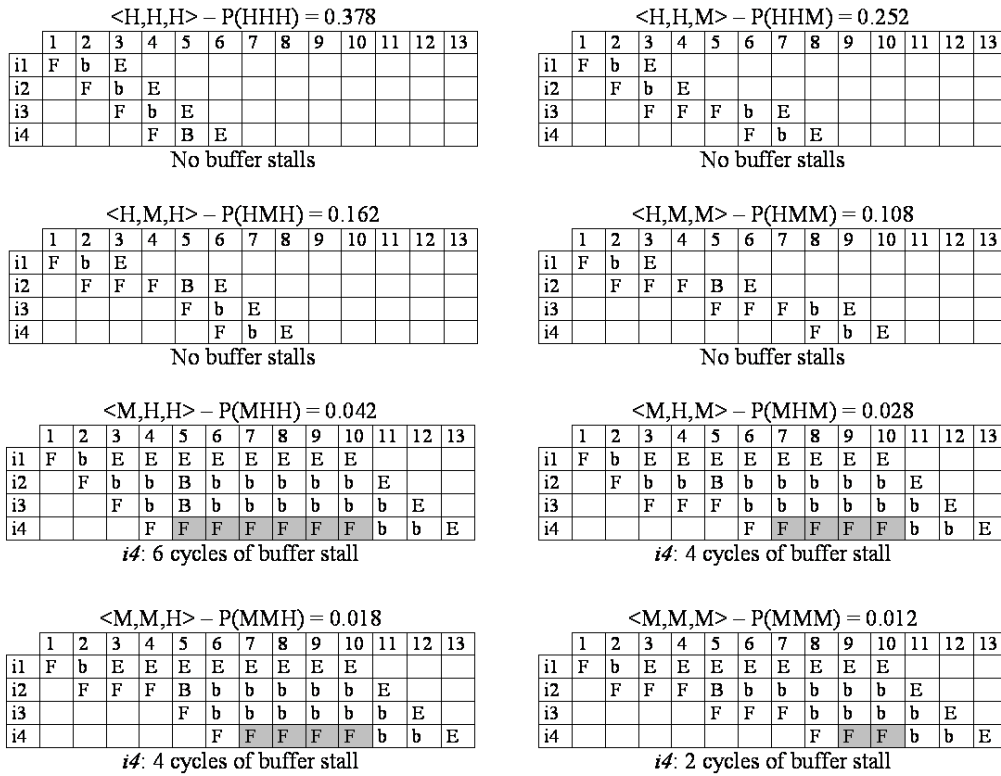 <H,H,H> – P(HHH) = 0.378
1 2 3 4 5 6 7 8 9 10 11 12 13
i1 F b E
i2 F b E
i3 F b E
i4 F B E
No buffer stalls
<H,H,M> – P(HHM) = 0.252
1 2 3 4 5 6 7 8 9 10 11 12 13
i1 F b E
i2 F b E
i3 F F F b E
i4 F b E
No buffer stalls
<H,M,H> – P(HMH) = 0.162
1 2 3 4 5 6 7 8 9 10 11 12 13
i1 F b E
i2 F F F B E
i3 F b E
i4 F b E
No buffer stalls
<H,M,M> – P(HMM) = 0.108
1 2 3 4 5 6 7 8 9 10 11 12 13
i1 F b E
i2 F F F B E
i3 F F F b E
i4 F b E
No buffer stalls
<M,H,H> – P(MHH) = 0.042
1 2 3 4 5 6 7 8 9 10 11 12 13
i1 F b E E E E E E E E
i2 F b b B b b b b b E
i3 F b B b b b b b b E
i4 F F F F F F F b b E
i4: 6 cycles of buffer stall
<M,H,M> – P(MHM) = 0.028
1 2 3 4 5 6 7 8 9 10 11 12 13
i1 F b E E E E E E E E
i2 F b b B b b b b b E
i3 F F F b b b b b b E
i4 F F F F F b b E
i4: 4 cycles of buffer stall
<M,M,H> – P(MMH) = 0.018
1 2 3 4 5 6 7 8 9 10 11 12 13
i1 F b E E E E E E E E
i2 F F F B b b b b b E
i3 F b b b b b b E
i4 F F F F F b b E
i4: 4 cycles of buffer stall
<M,M,M> – P(MMM) = 0.012
1 2 3 4 5 6 7 8 9 10 11 12 13
i1 F b E E E E E E E E
i2 F F F B b b b b b E
i3 F F F b b b b E
i4 F F F b b E
i4: 2 cycles of buffer stall